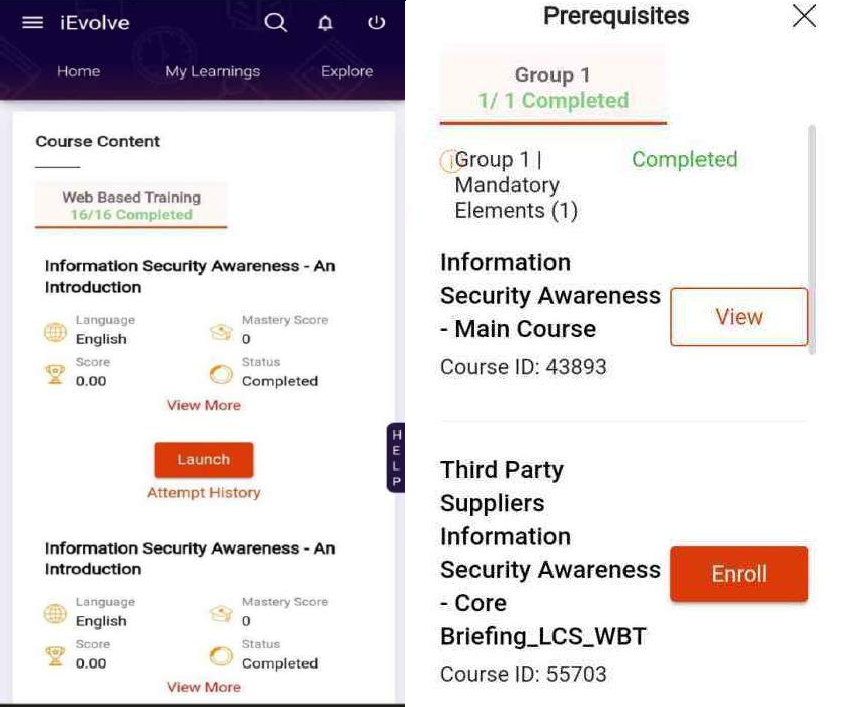 iEvolve
Home My Learnings Explore
Course Content
Web Based Training
16/16 Completed
Information Security Awareness - An
Introduction
Language
English
Mastery Score
0
Score
0.00
Status
Completed
View More
Launch
Attempt History
HELP
Information Security Awareness - An
Introduction
Language
English
Mastery Score
0
Score
0.00
Status
Completed
View More
Prerequisites
Group 1
1/ 1 Completed
Group 1 |
Mandatory
Elements (1)
Completed
Information
Security Awareness
- Main Course
Course ID: 43893
View
Third Party
Suppliers
Information
Security Awareness
- Core
Briefing_LCS_WBT
Course ID: 55703
Enroll